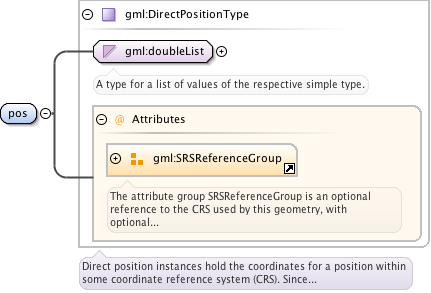 gml:DirectPositionType
gml:doubleList
A type for a list of values of the respective simple type.
pos
@ Attributes
gml:SRSReferenceGroup
The attribute group SRSReferenceGroup is an optional
reference to the CRS used by this geometry, with
optional...
Direct position instances hold the coordinates for a position within
some coordinate reference system (CRS). Since...